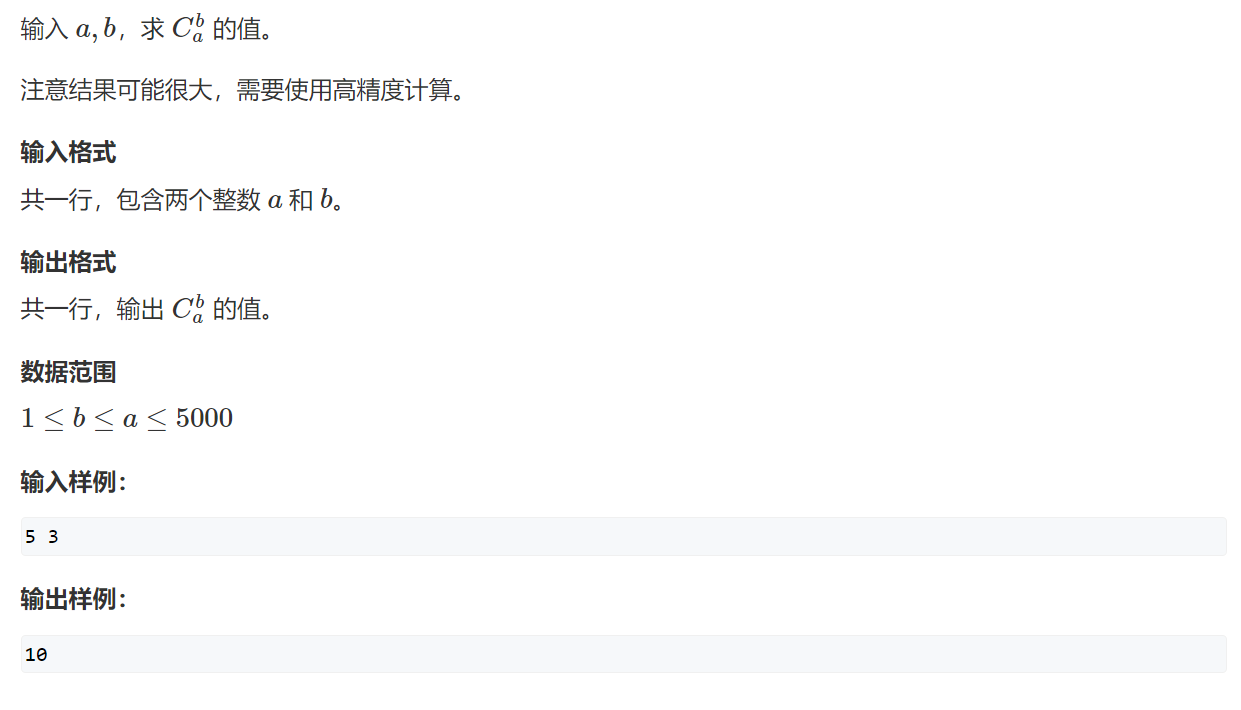 输入 a, b，求 C_a^b 的值。
注意结果可能很大，需要使用高精度计算。
输入格式
共一行，包含两个整数 a 和 b。
输出格式
共一行，输出 C_a^b 的值。
数据范围
1 ≤ b ≤ a ≤ 5000
输入样例：
5 3
输出样例：
10